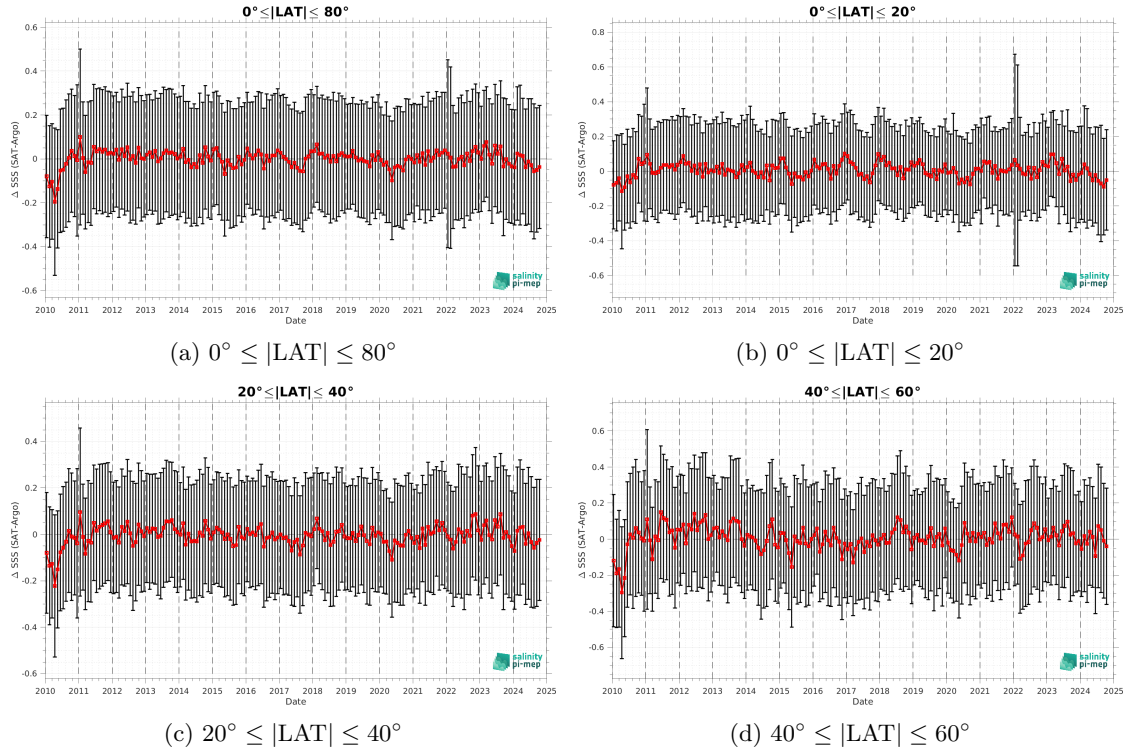 0°≤|LAT|≤ 80°
Δ SSS (SAT-Argo)
0.6
0.4
0.2
0
-0.2
-0.4
-0.6
2010 2011 2012 2013 2014 2015 2016 2017 2018 2019 2020 2021 2022 2023 2024 2025
Date
salinity
pi-mep
(a) 0° ≤ |LAT| ≤ 80°
0°≤|LAT|≤ 20°
Δ SSS (SAT-Argo)
0.8
0.6
0.4
0.2
0
-0.2
-0.4
-0.6
2010 2011 2012 2013 2014 2015 2016 2017 2018 2019 2020 2021 2022 2023 2024 2025
Date
salinity
pi-mep
(b) 0° ≤ |LAT| ≤ 20°
20°≤|LAT|≤ 40°
Δ SSS (SAT-Argo)
0.4
0.2
0
-0.2
-0.4
-0.6
2010 2011 2012 2013 2014 2015 2016 2017 2018 2019 2020 2021 2022 2023 2024 2025
Date
salinity
pi-mep
(c) 20° ≤ |LAT| ≤ 40°
40°≤|LAT|≤ 60°
Δ SSS (SAT-Argo)
0.6
0.4
0.2
0
-0.2
-0.4
-0.6
2010 2011 2012 2013 2014 2015 2016 2017 2018 2019 2020 2021 2022 2023 2024 2025
Date
salinity
pi-mep
(d) 40° ≤ |LAT| ≤ 60°